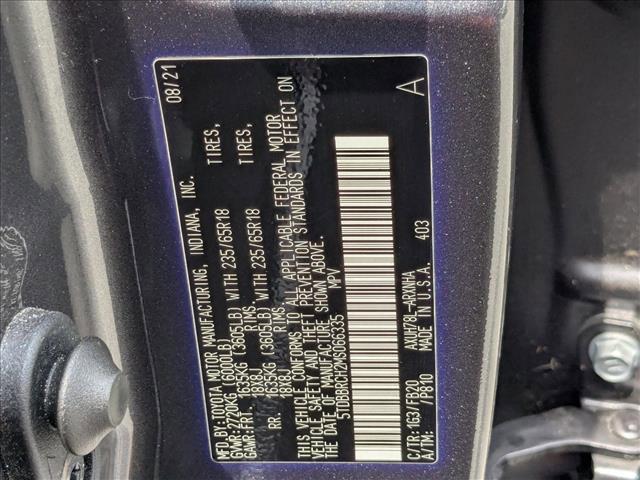 MFD. BY: TOYOTA MOTOR MANUFACTURING, INDIANA, INC. 08/21
GVWR: 2720KG (6000LB)
GAWR: FRT. 1635KG (3605LB) WITH 235/65R18 TIRES,
18X8J RIMS,
RR. 1635KG (3605LB) WITH 235/65R18 TIRES,
18X8J RIMS,
THIS VEHICLE CONFORMS TO ALL APPLICABLE FEDERAL MOTOR
VEHICLE SAFETY AND THEFT PREVENTION STANDARDS IN EFFECT ON
THE DATE OF MANUFACTURE SHOWN ABOVE.
MPV
A
C/TR: 1G3/FB20 AXUH78L-ARXNHA
A/TM: -/P810 MADE IN U.S.A. 403